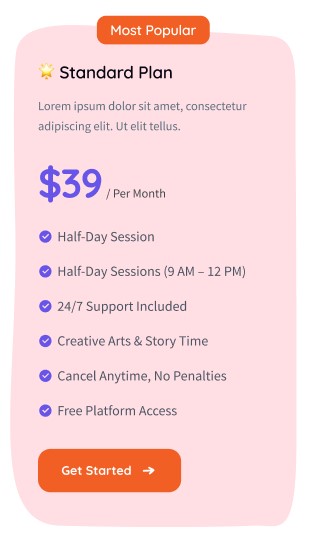 Most Popular
Standard Plan
Lorem ipsum dolor sit amet, consectetur
adipiscing elit. Ut elit tellus.
$39 / Per Month
Half-Day Session
Half-Day Sessions (9 AM – 12 PM)
24/7 Support Included
Creative Arts & Story Time
Cancel Anytime, No Penalties
Free Platform Access
Get Started ➔